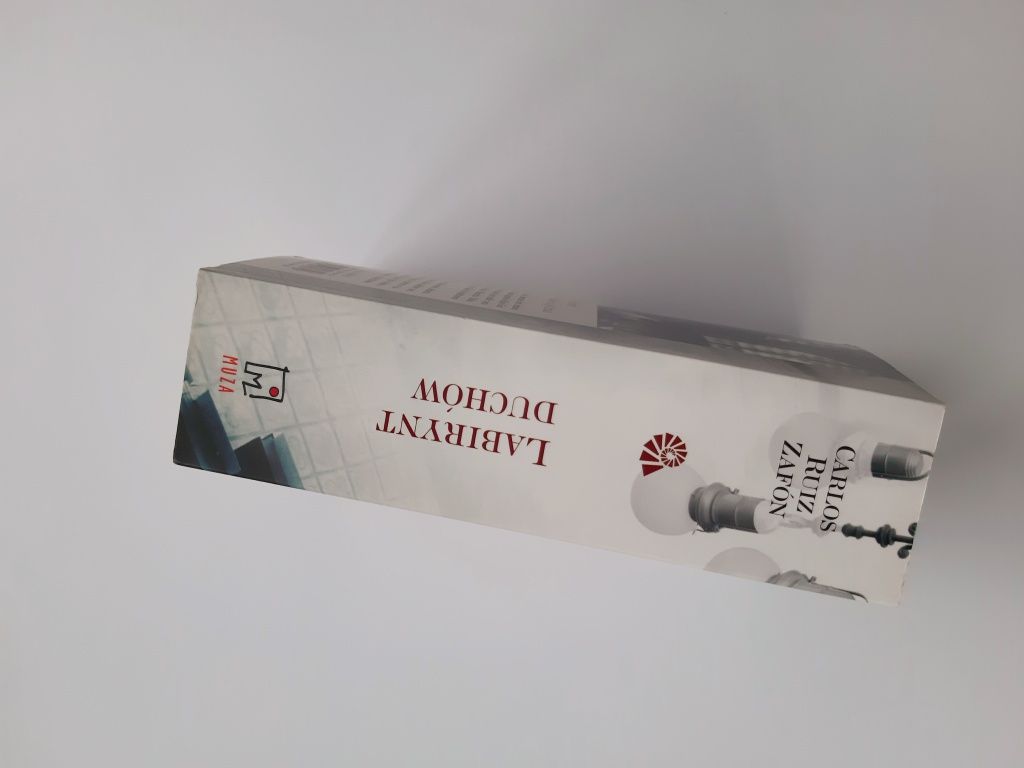 CARLOS
RUIZ
ZAFÓN
LABIRYNT
DUCHÓW
M
MUZA